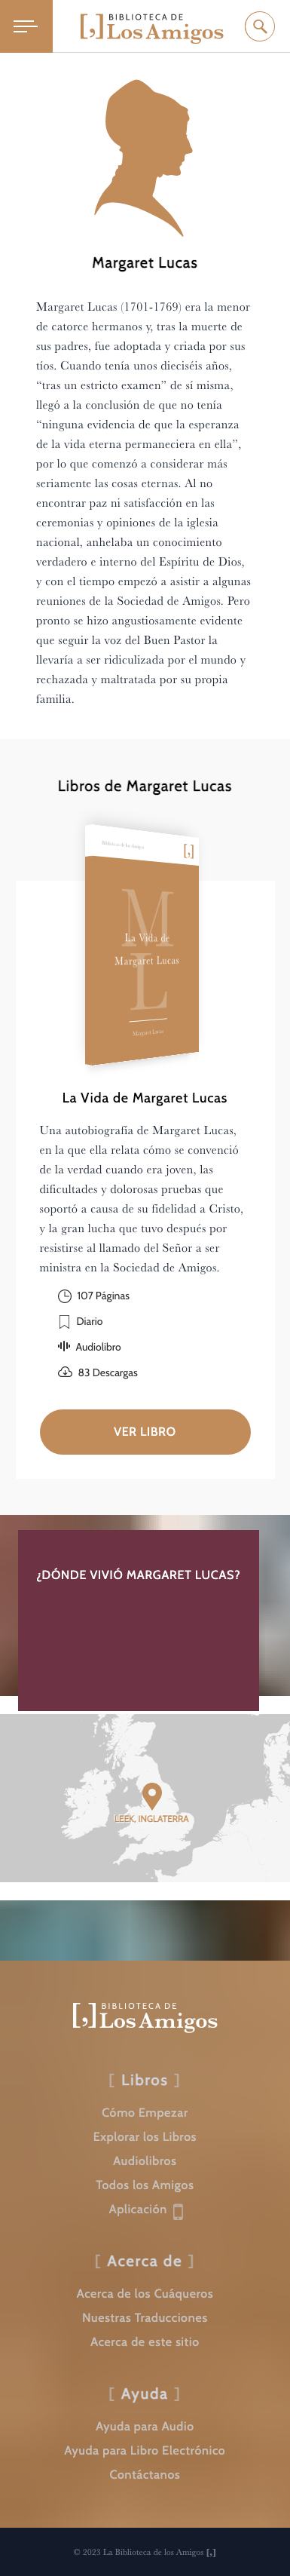 BIBLIOTECA DE
[,] Los Amigos
Margaret Lucas
Margaret Lucas (1701-1769) era la menor
de catorce hermanos y, tras la muerte de
sus padres, fue adoptada y criada por sus
tíos. Cuando tenía unos dieciséis años,
“tras un estricto examen” de sí misma,
llegó a la conclusión de que no tenía
“ninguna evidencia de que la esperanza
de la vida eterna permaneciera en ella”,
por lo que comenzó a considerar más
seriamente las cosas eternas. Al no
encontrar paz ni satisfacción en las
ceremonias y opiniones de la iglesia
nacional, anhelaba un conocimiento
verdadero e interno del Espíritu de Dios,
y con el tiempo empezó a asistir a algunas
reuniones de la Sociedad de Amigos. Pero
pronto se hizo angustiosamente evidente
que seguir la voz del Buen Pastor la
llevaría a ser ridiculizada por el mundo y
rechazada y maltratada por su propia
familia.
Libros de Margaret Lucas
Biblioteca de los Amigos [,]
ML
La Vida de
Margaret Lucas
Margaret Lucas
La Vida de Margaret Lucas
Una autobiografía de Margaret Lucas,
en la que ella relata cómo se convenció
de la verdad cuando era joven, las
dificultades y dolorosas pruebas que
soportó a causa de su fidelidad a Cristo,
y la gran lucha que tuvo después por
resistirse al llamado del Señor a ser
ministra en la Sociedad de Amigos.
107 Páginas
Diario
Audiolibro
83 Descargas
VER LIBRO
¿DÓNDE VIVIÓ MARGARET LUCAS?
LEEK, INGLATERRA
BIBLIOTECA DE
[,] Los Amigos
[ Libros ]
Cómo Empezar
Explorar los Libros
Audiolibros
Todos los Amigos
Aplicación
[ Acerca de ]
Acerca de los Cuáqueros
Nuestras Traducciones
Acerca de este sitio
[ Ayuda ]
Ayuda para Audio
Ayuda para Libro Electrónico
Contáctanos
© 2023 La Biblioteca de los Amigos [,]